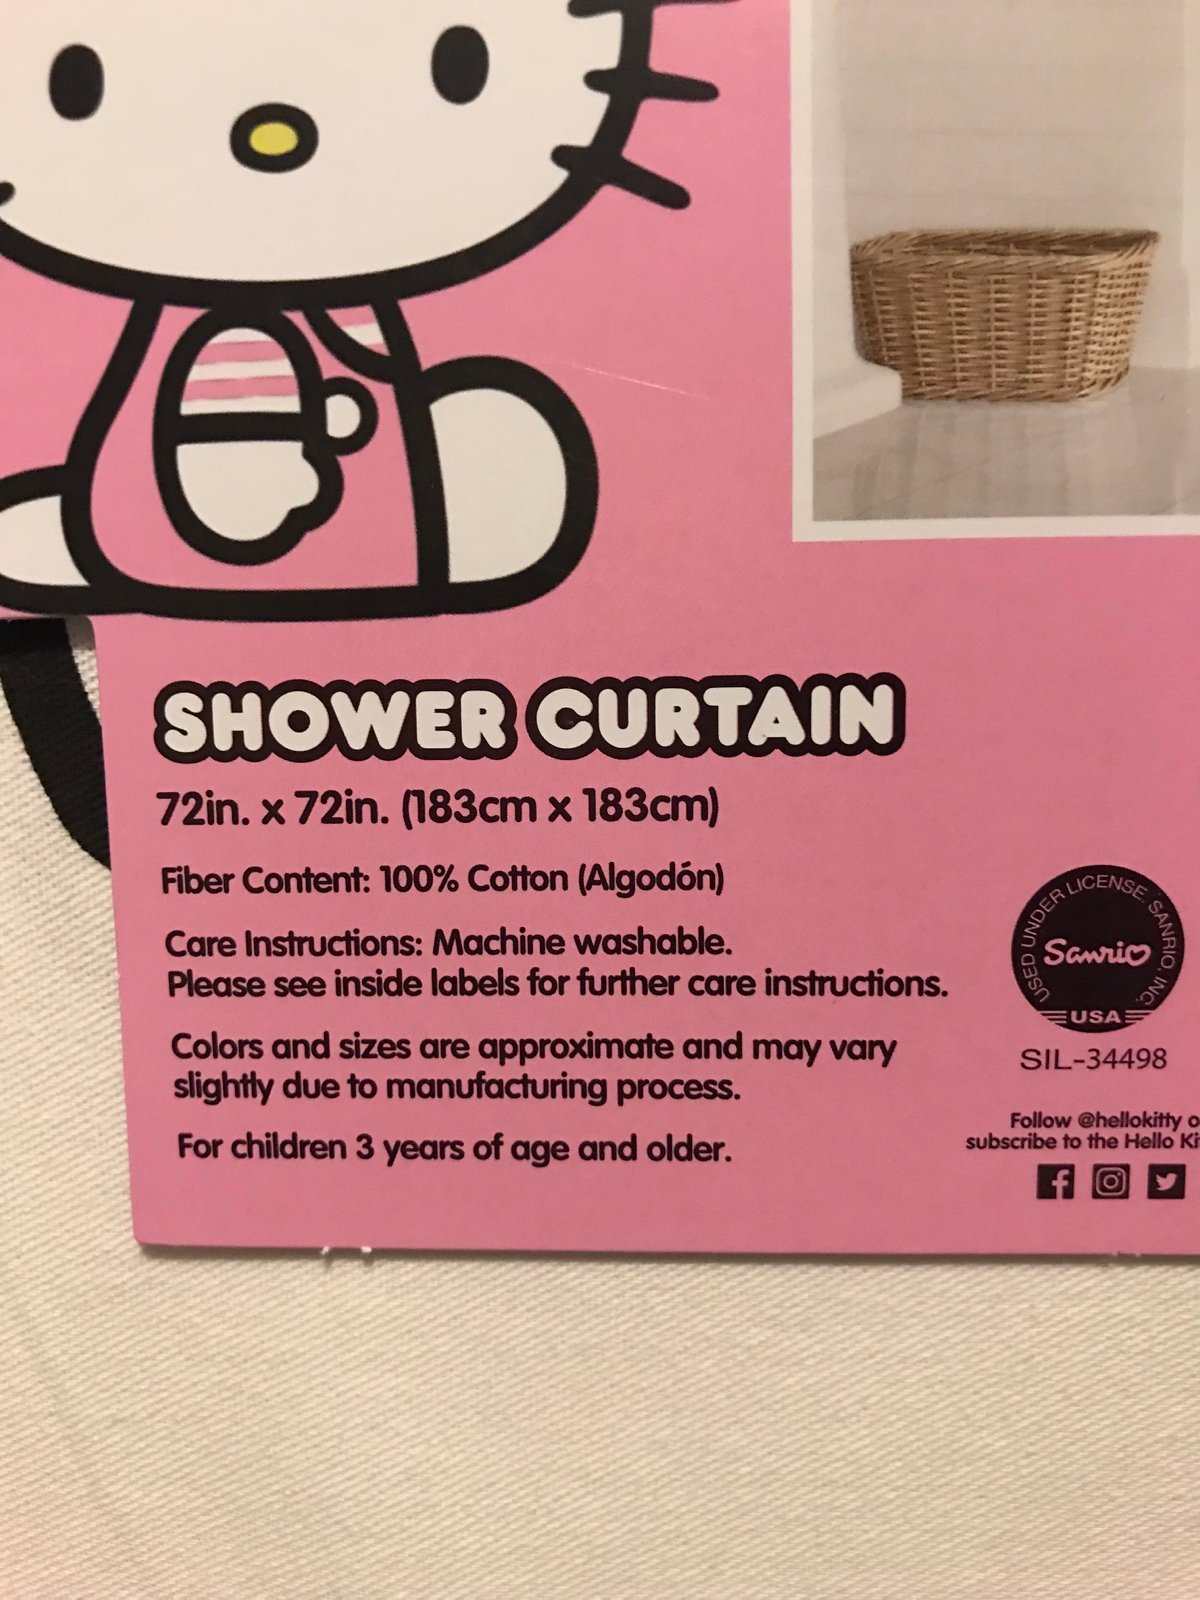 SHOWER CURTAIN
72in. x 72in. (183cm x 183cm)
Fiber Content: 100% Cotton (Algodón)
Care Instructions: Machine washable.
Please see inside labels for further care instructions.
Colors and sizes are approximate and may vary
slightly due to manufacturing process.
For children 3 years of age and older.
USED UNDER LICENSE. SANRIO, INC.
Sanrio
USA
SIL-34498
Follow @hellokitty
subscribe to the Hello